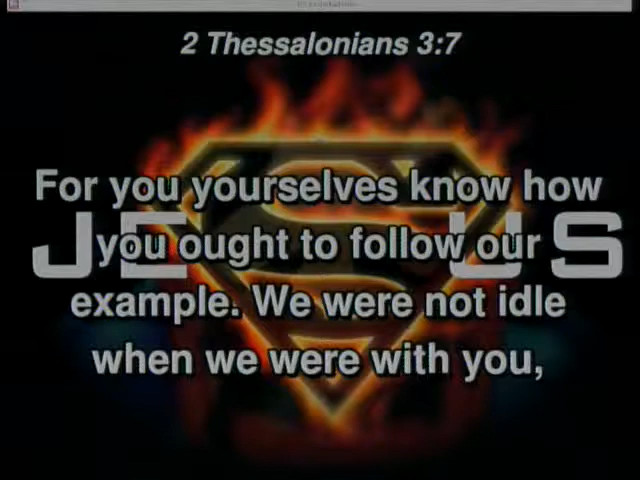 2 Thessalonians 3:7
For you yourselves know how
you ought to follow our
JESUS
example. We were not idle
when we were with you,